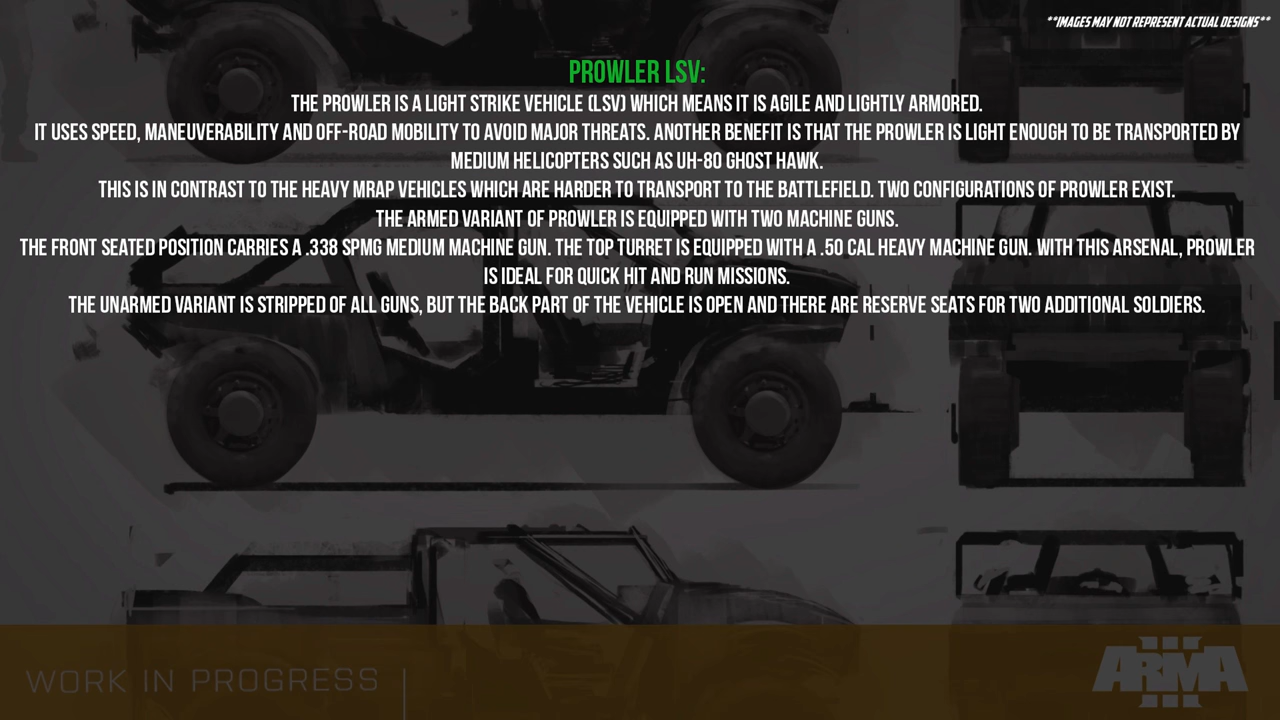 **IMAGES MAY NOT REPRESENT ACTUAL DESIGNS**
PROWLER LSV:
THE PROWLER IS A LIGHT STRIKE VEHICLE (LSV) WHICH MEANS IT IS AGILE AND LIGHTLY ARMORED.
IT USES SPEED, MANEUVERABILITY AND OFF-ROAD MOBILITY TO AVOID MAJOR THREATS. ANOTHER BENEFIT IS THAT THE PROWLER IS LIGHT ENOUGH TO BE TRANSPORTED BY
MEDIUM HELICOPTERS SUCH AS UH-80 GHOST HAWK.
THIS IS IN CONTRAST TO THE HEAVY MRAP VEHICLES WHICH ARE HARDER TO TRANSPORT TO THE BATTLEFIELD. TWO CONFIGURATIONS OF PROWLER EXIST.
THE ARMED VARIANT OF PROWLER IS EQUIPPED WITH TWO MACHINE GUNS.
THE FRONT SEATED POSITION CARRIES A .338 SPMG MEDIUM MACHINE GUN. THE TOP TURRET IS EQUIPPED WITH A .50 CAL HEAVY MACHINE GUN. WITH THIS ARSENAL, PROWLER
IS IDEAL FOR QUICK HIT AND RUN MISSIONS.
THE UNARMED VARIANT IS STRIPPED OF ALL GUNS, BUT THE BACK PART OF THE VEHICLE IS OPEN AND THERE ARE RESERVE SEATS FOR TWO ADDITIONAL SOLDIERS.
WORK IN PROGRESS
ARMA III